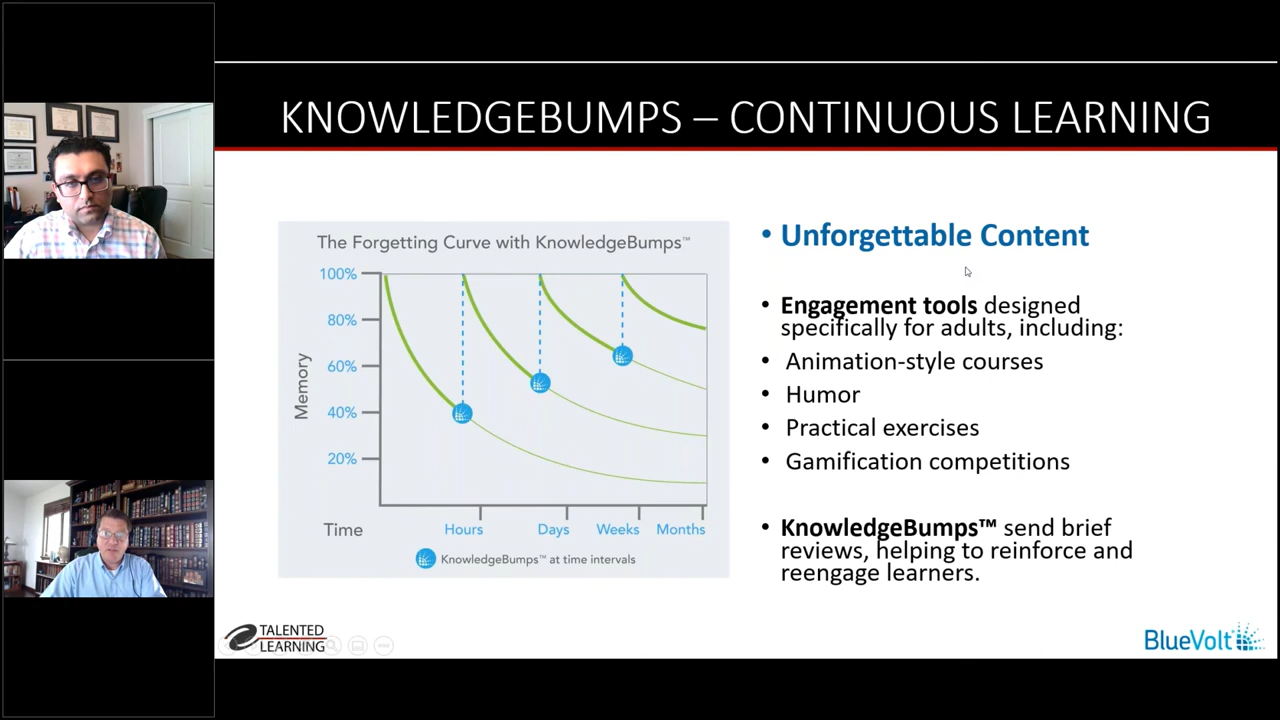 KNOWLEDGEBUMPS – CONTINUOUS LEARNING
The Forgetting Curve with KnowledgeBumps™
100%
80%
60%
40%
20%
Memory
Time
Hours
Days
Weeks
Months
KnowledgeBumps™ at time intervals
• Unforgettable Content
• Engagement tools designed
specifically for adults, including:
• Animation-style courses
• Humor
• Practical exercises
• Gamification competitions
• KnowledgeBumps™ send brief
reviews, helping to reinforce and
reengage learners.
TALENTED
LEARNING
BlueVolt